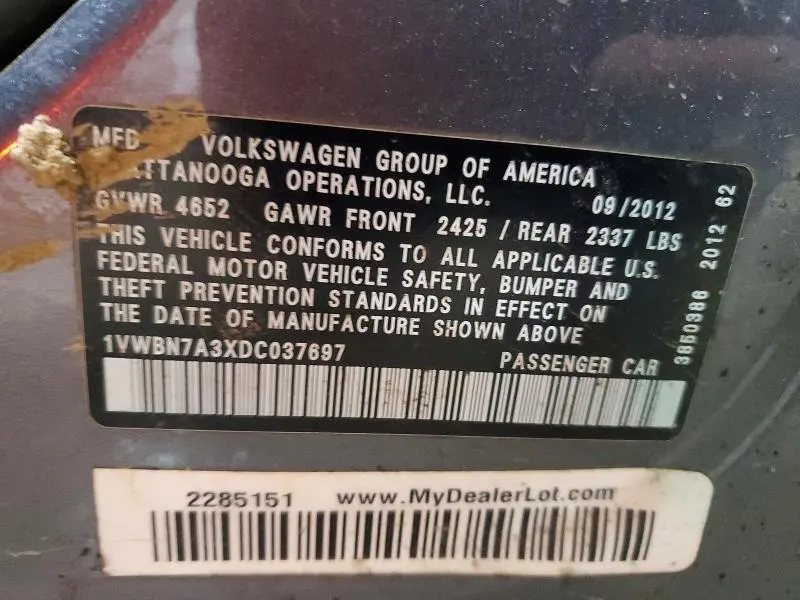 MFD VOLKSWAGEN GROUP OF AMERICA
ATTANOOGA OPERATIONS, LLC. 09/2012
GVWR 4652 GAWR FRONT 2425 / REAR 2337 LBS
THIS VEHICLE CONFORMS TO ALL APPLICABLE U.S.
FEDERAL MOTOR VEHICLE SAFETY, BUMPER AND
THEFT PREVENTION STANDARDS IN EFFECT ON
THE DATE OF MANUFACTURE SHOWN ABOVE
1VWBN7A3XDC037697 PASSENGER CAR
3850386 2012 62
2285151 www.MyDealerLot.com